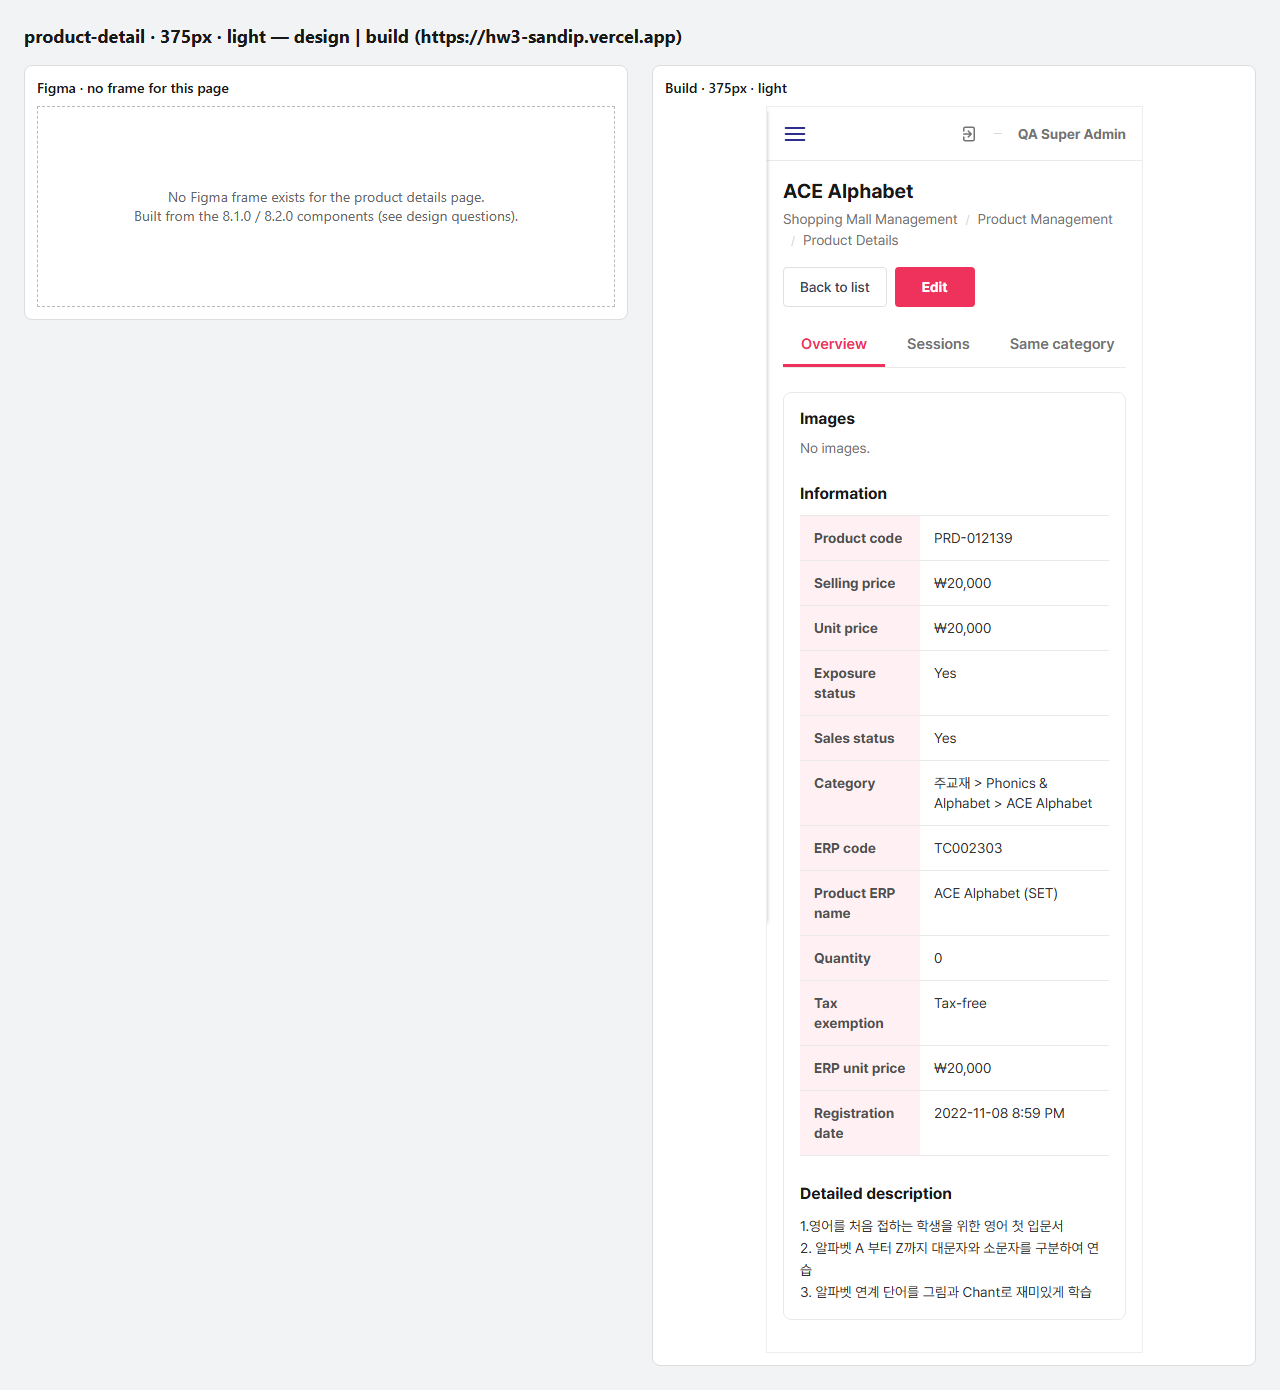 product-detail · 375px · light — design | build (https://hw3-sandip.vercel.app)
Figma · no frame for this page
No Figma frame exists for the product details page.
Built from the 8.1.0 / 8.2.0 components (see design questions).
Build · 375px · light
QA Super Admin
ACE Alphabet
Shopping Mall Management / Product Management
/ Product Details
Back to list
Edit
Overview
Sessions
Same category
Images
No images.
Information
Product code
PRD-012139
Selling price
₩20,000
Unit price
₩20,000
Exposure
status
Yes
Sales status
Yes
Category
주교재 > Phonics &
Alphabet > ACE Alphabet
ERP code
TC002303
Product ERP
name
ACE Alphabet (SET)
Quantity
0
Tax
exemption
Tax-free
ERP unit price
₩20,000
Registration
date
2022-11-08 8:59 PM
Detailed description
1.영어를 처음 접하는 학생을 위한 영어 첫 입문서
2. 알파벳 A 부터 Z까지 대문자와 소문자를 구분하여 연
습
3. 알파벳 연계 단어를 그림과 Chant로 재미있게 학습